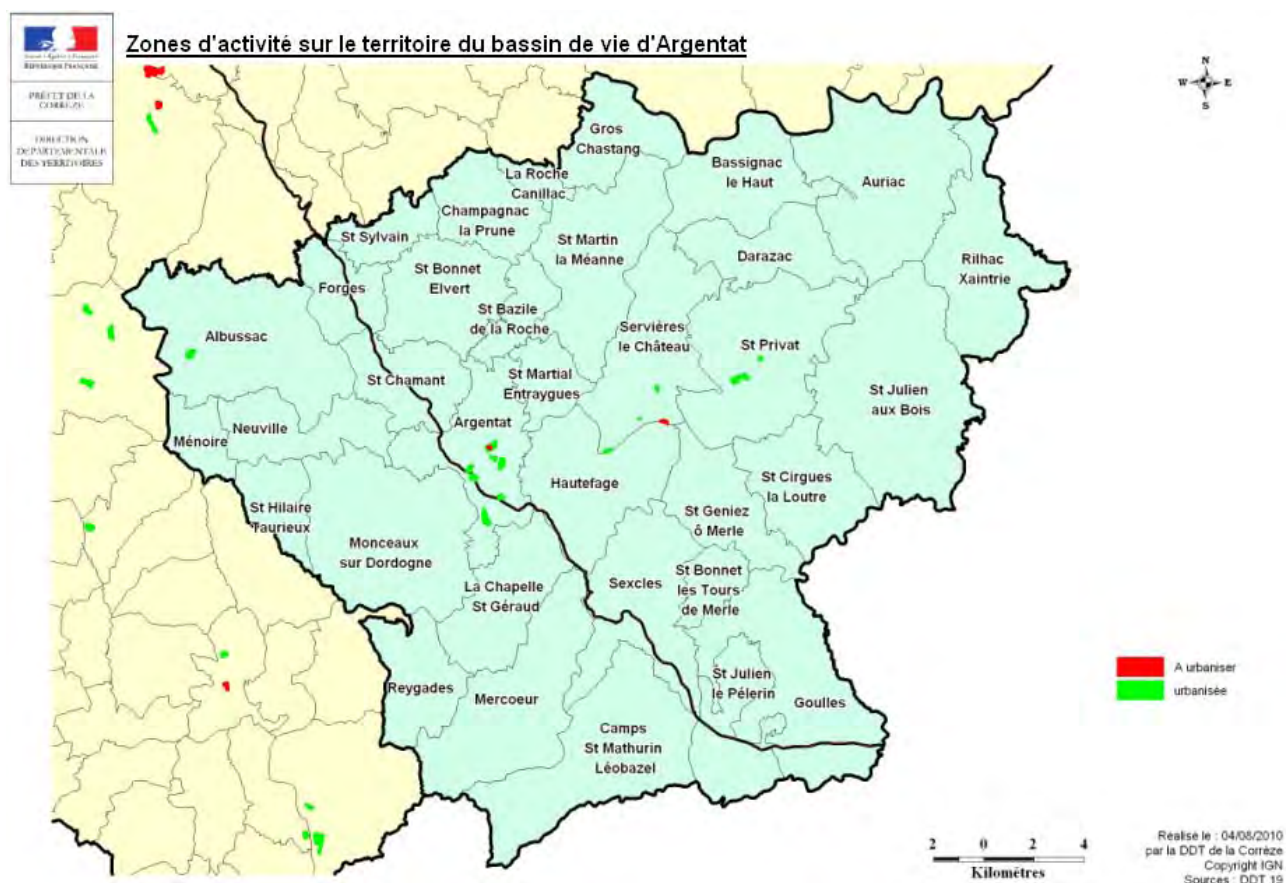 Zones d'activité sur le territoire du bassin de vie d'Argentat
RÉPUBLIQUE FRANÇAISE
PRÉFET DE LA
CORRÈZE
DIRECTION
DEPARTEMENTALE
DES TERRITOIRES
N
W E
S
Gros
Chastang
La Roche
Canillac
Bassignac
le Haut
Auriac
Champagnac
la Prune
St Sylvain
St Martin
la Méanne
Darazac
Rilhac
Xaintrie
St Bonnet
Elvert
Forges
St Bazile
de la Roche
Servières
le Château
Albussac
St Privat
St Chamant
St Martial
Entraygues
St Julien
aux Bois
Argentat
Neuville
Ménoire
Hautefage
St Cirgues
la Loutre
St Hilaire
Taurieux
St Geniez
ô Merle
Monceaux
sur Dordogne
Sexcles
St Bonnet
les Tours
de Merle
La Chapelle
St Géraud
Reygades
Mercoeur
St Julien
le Pélerin
Goulles
Camps
St Mathurin
Léobazel
A urbaniser
urbanisée
2 0 2 4
Kilomètres
Réalisé le : 04/08/2010
par la DDT de la Corrèze
Copyright IGN
Sources : DDT 19